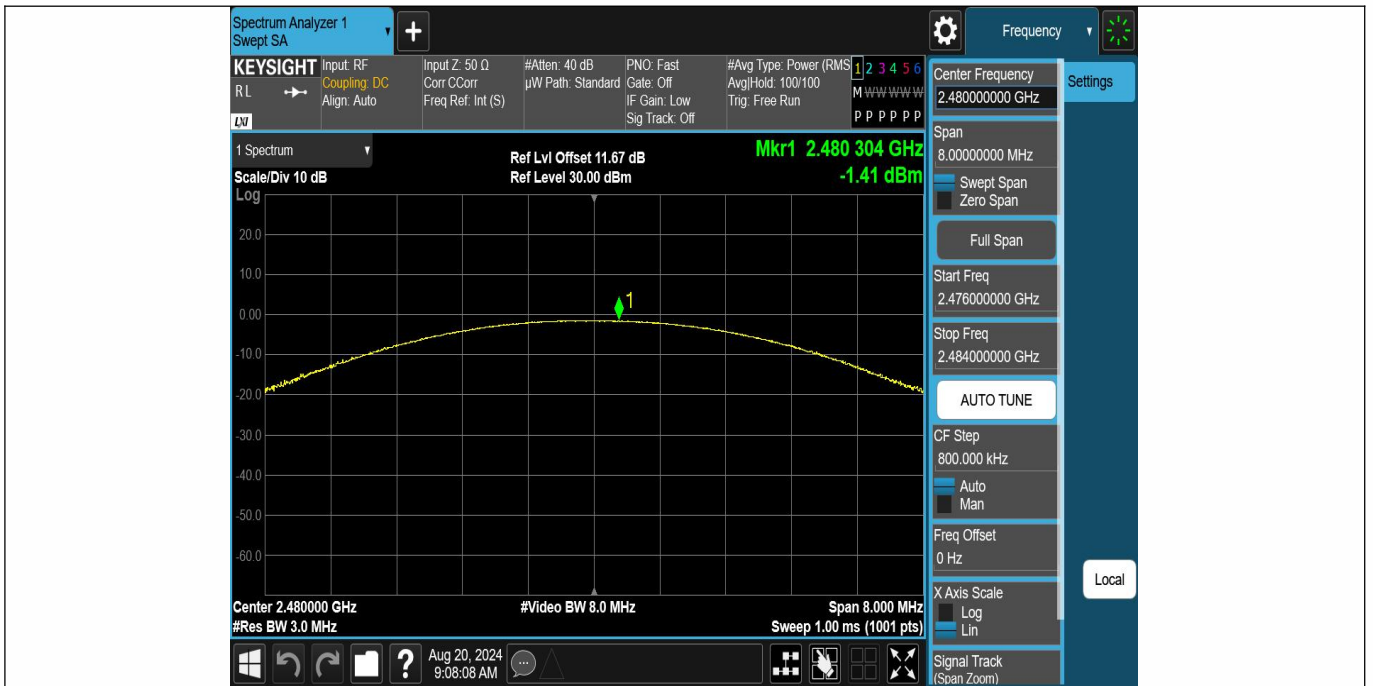 Spectrum Analyzer 1
Swept SA
Frequency
KEYSIGHT
RL
LXI
Input: RF
Coupling: DC
Align: Auto
Input Z: 50 Ω
Corr CCorr
Freq Ref: Int (S)
#Atten: 40 dB
µW Path: Standard
PNO: Fast
Gate: Off
IF Gain: Low
Sig Track: Off
#Avg Type: Power (RMS
Avg|Hold: 100/100
Trig: Free Run
1 2 3 4 5 6
M W W W W W
P P P P P P
1 Spectrum
Scale/Div 10 dB
Log
Ref Lvl Offset 11.67 dB
Ref Level 30.00 dBm
Mkr1 2.480 304 GHz
-1.41 dBm
20.0
10.0
0.00
-10.0
-20.0
-30.0
-40.0
-50.0
-60.0
1
Center 2.480000 GHz
#Res BW 3.0 MHz
#Video BW 8.0 MHz
Span 8.000 MHz
Sweep 1.00 ms (1001 pts)
Center Frequency
2.480000000 GHz
Settings
Span
8.00000000 MHz
Swept Span
Zero Span
Full Span
Start Freq
2.476000000 GHz
Stop Freq
2.484000000 GHz
AUTO TUNE
CF Step
800.000 kHz
Auto
Man
Freq Offset
0 Hz
X Axis Scale
Log
Lin
Signal Track
(Span Zoom)
Local
?
Aug 20, 2024
9:08:08 AM